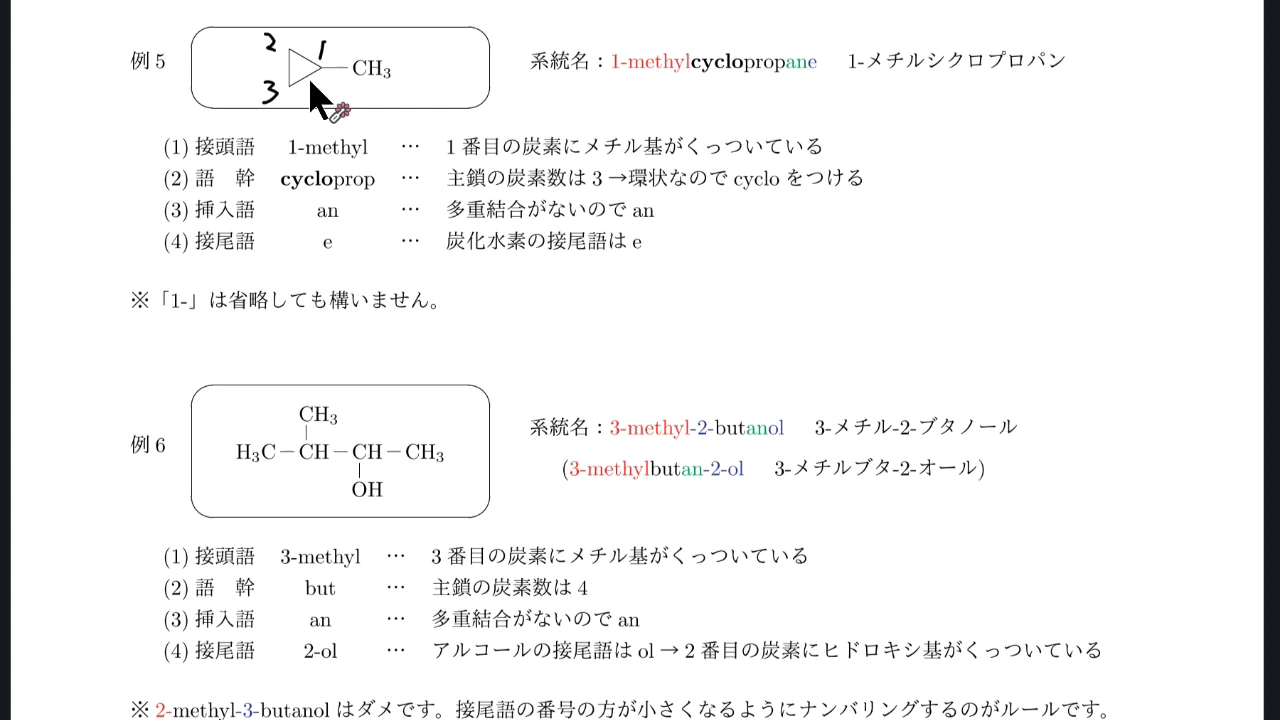 例 5
2 1
CH₃
3
系統名：1-methylcyclopropane 1-メチルシクロプロパン
(1) 接頭語 1-methyl … 1 番目の炭素にメチル基がくっついている
(2) 語 幹 cycloprop … 主鎖の炭素数は 3 →環状なので cyclo をつける
(3) 挿入語 an … 多重結合がないので an
(4) 接尾語 e … 炭化水素の接尾語は e
※「1-」は省略しても構いません。
例 6
CH₃
H₃C－CH－CH－CH₃
OH
系統名：3-methyl-2-butanol 3-メチル-2-ブタノール
(3-methylbutan-2-ol 3-メチルブタ-2-オール)
(1) 接頭語 3-methyl … 3 番目の炭素にメチル基がくっついている
(2) 語 幹 but … 主鎖の炭素数は 4
(3) 挿入語 an … 多重結合がないので an
(4) 接尾語 2-ol … アルコールの接尾語は ol → 2 番目の炭素にヒドロキシ基がくっついている
※ 2-methyl-3-butanol はダメです。接尾語の番号の方が小さくなるようにナンバリングするのがルールです。